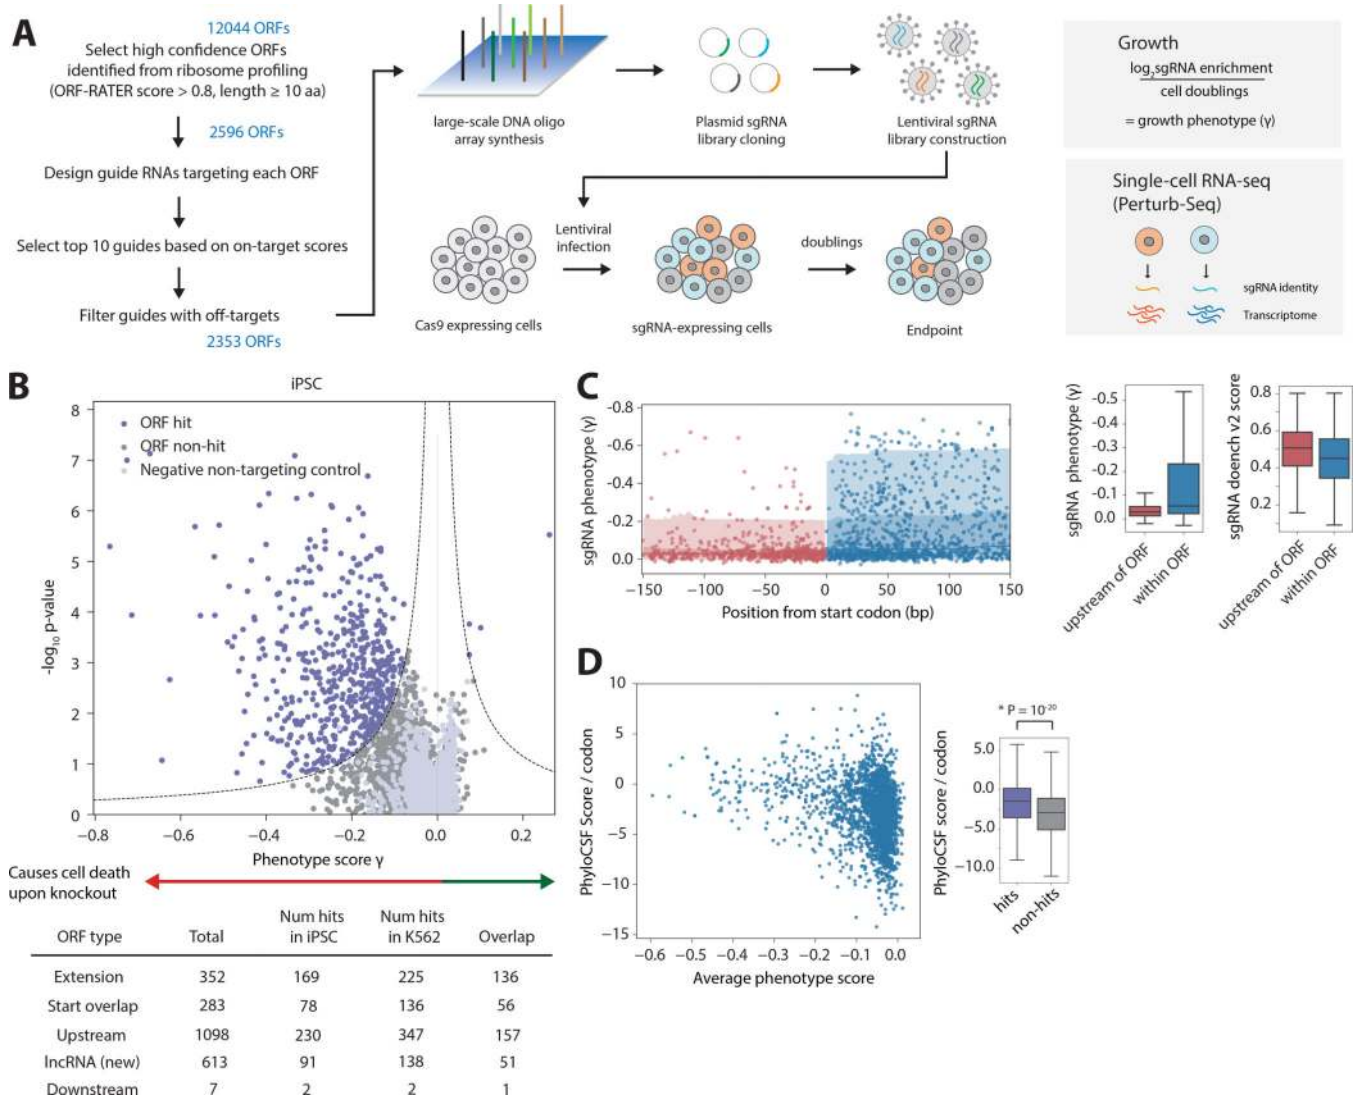 A
12044 ORFs
Select high confidence ORFs
identified from ribosome profiling
(ORF-RATER score > 0.8, length ≥ 10 aa)
2596 ORFs
Design guide RNAs targeting each ORF
Select top 10 guides based on on-target scores
Filter guides with off-targets
2353 ORFs
large-scale DNA oligo
array synthesis
Plasmid sgRNA
library cloning
Lentiviral sgRNA
library construction
Lentiviral
infection
doublings
Cas9 expressing cells
sgRNA-expressing cells
Endpoint
Growth
log2sgRNA enrichment
cell doublings
= growth phenotype (γ)
Single-cell RNA-seq
(Perturb-Seq)
sgRNA identity
Transcriptome
B
iPSC
ORF hit
ORF non-hit
Negative non-targeting control
-log10 p-value
8
7
6
5
4
3
2
1
0
−0.8
−0.6
−0.4
−0.2
0.0
0.2
Phenotype score γ
Causes cell death
upon knockout
ORF type Total Num hits in iPSC Num hits in K562 Overlap
Extension 352 169 225 136
Start overlap 283 78 136 56
Upstream 1098 230 347 157
lncRNA (new) 613 91 138 51
Downstream 7 2 2 1
C
sgRNA phenotype (γ)
-0.8
-0.6
-0.4
-0.2
0.0
−150
−100
−50
0
50
100
150
Position from start codon (bp)
sgRNA phenotype (γ)
-0.5
-0.3
-0.2
-0.1
0.0
upstream of ORF
within ORF
sgRNA doench v2 score
0.8
0.6
0.4
0.2
upstream of ORF
within ORF
D
PhyloCSF Score / codon
10
5
0
−5
−10
−15
−0.6
−0.5
−0.4
−0.3
−0.2
−0.1
0.0
Average phenotype score
* P = 10-20
PhyloCSF score / codon
5.0
0.0
−5.0
−10.0
hits
non-hits